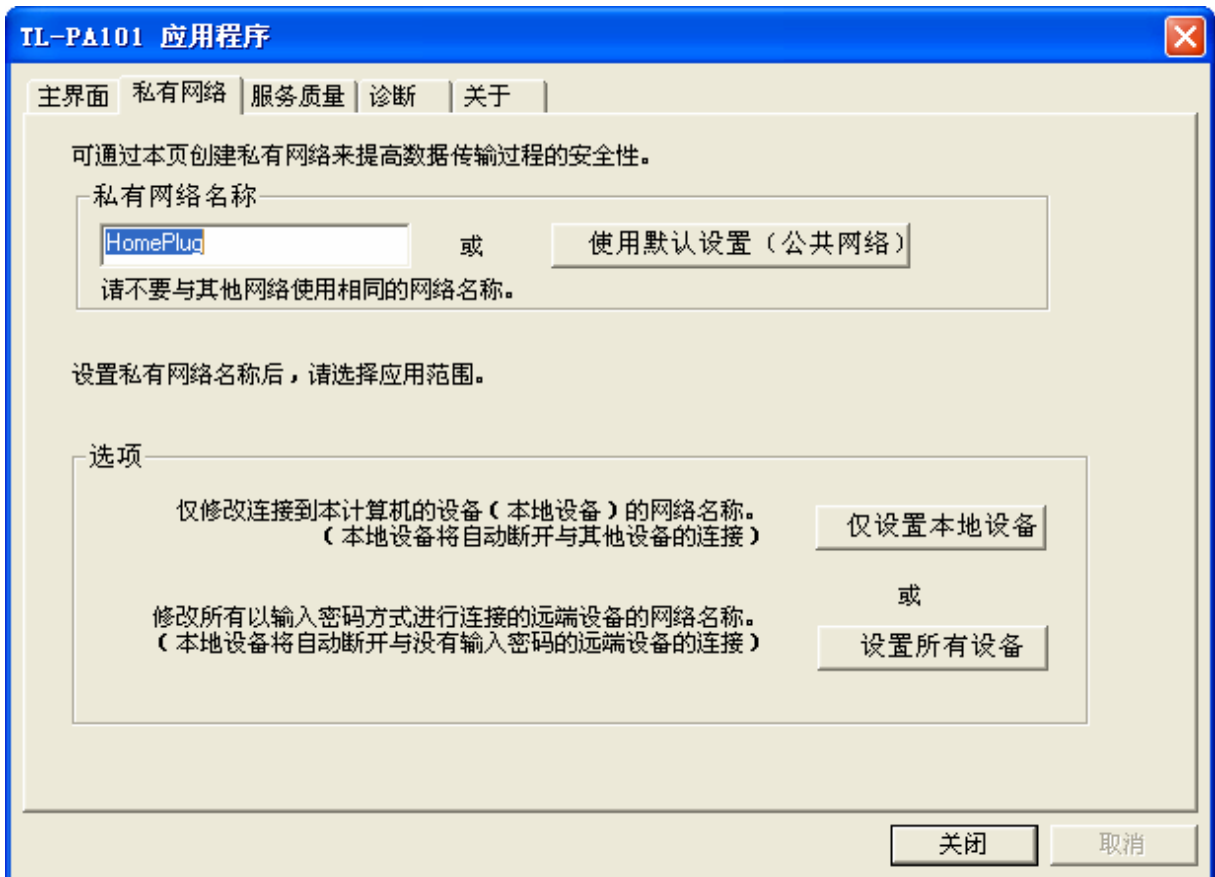 TL-PA101 应用程序
主界面 私有网络 服务质量 诊断 关于
可通过本页创建私有网络来提高数据传输过程的安全性。
私有网络名称
HomePlug 或 使用默认设置（公共网络）
请不要与其他网络使用相同的网络名称。
设置私有网络名称后，请选择应用范围。
选项
仅修改连接到本计算机的设备（本地设备）的网络名称。
（本地设备将自动断开与其他设备的连接）
仅设置本地设备
或
修改所有以输入密码方式进行连接的远端设备的网络名称。
（本地设备将自动断开与没有输入密码的远端设备的连接）
设置所有设备
关闭 取消